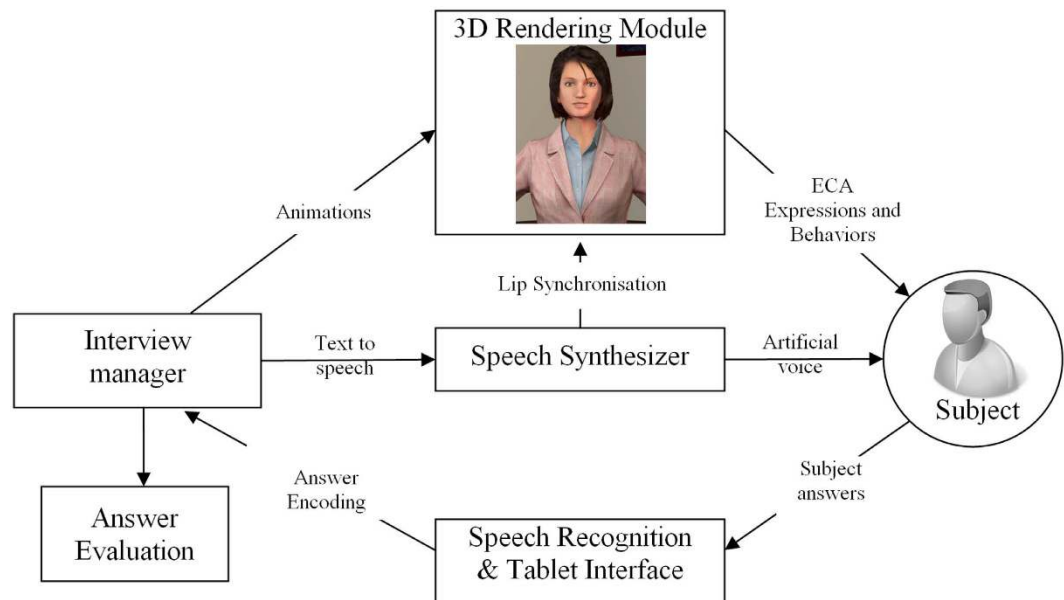 3D Rendering Module
Animations
ECA
Expressions and
Behaviors
Lip Synchronisation
Interview
manager
Text to
speech
Speech Synthesizer
Artificial
voice
Subject
Answer
Encoding
Subject
answers
Answer
Evaluation
Speech Recognition
& Tablet Interface